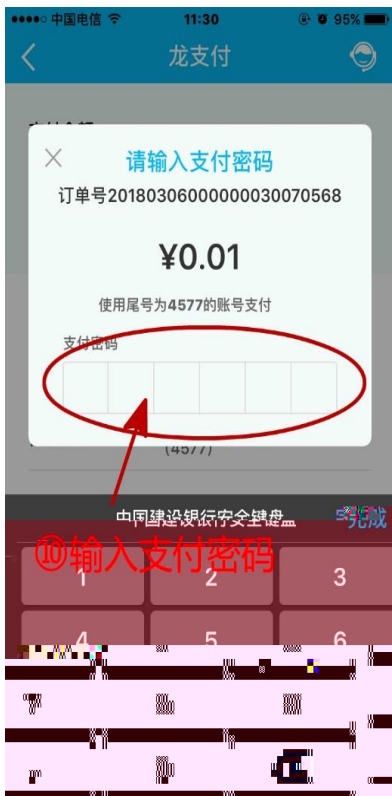 中国电信 11:30 95%
龙支付
请输入支付密码
订单号20180306000000030070568
¥0.01
使用尾号为4577的账号支付
支付密码
(4577)
中国建设银行安全键盘 完成
⑩输入支付密码
1 2 3
4 5 6